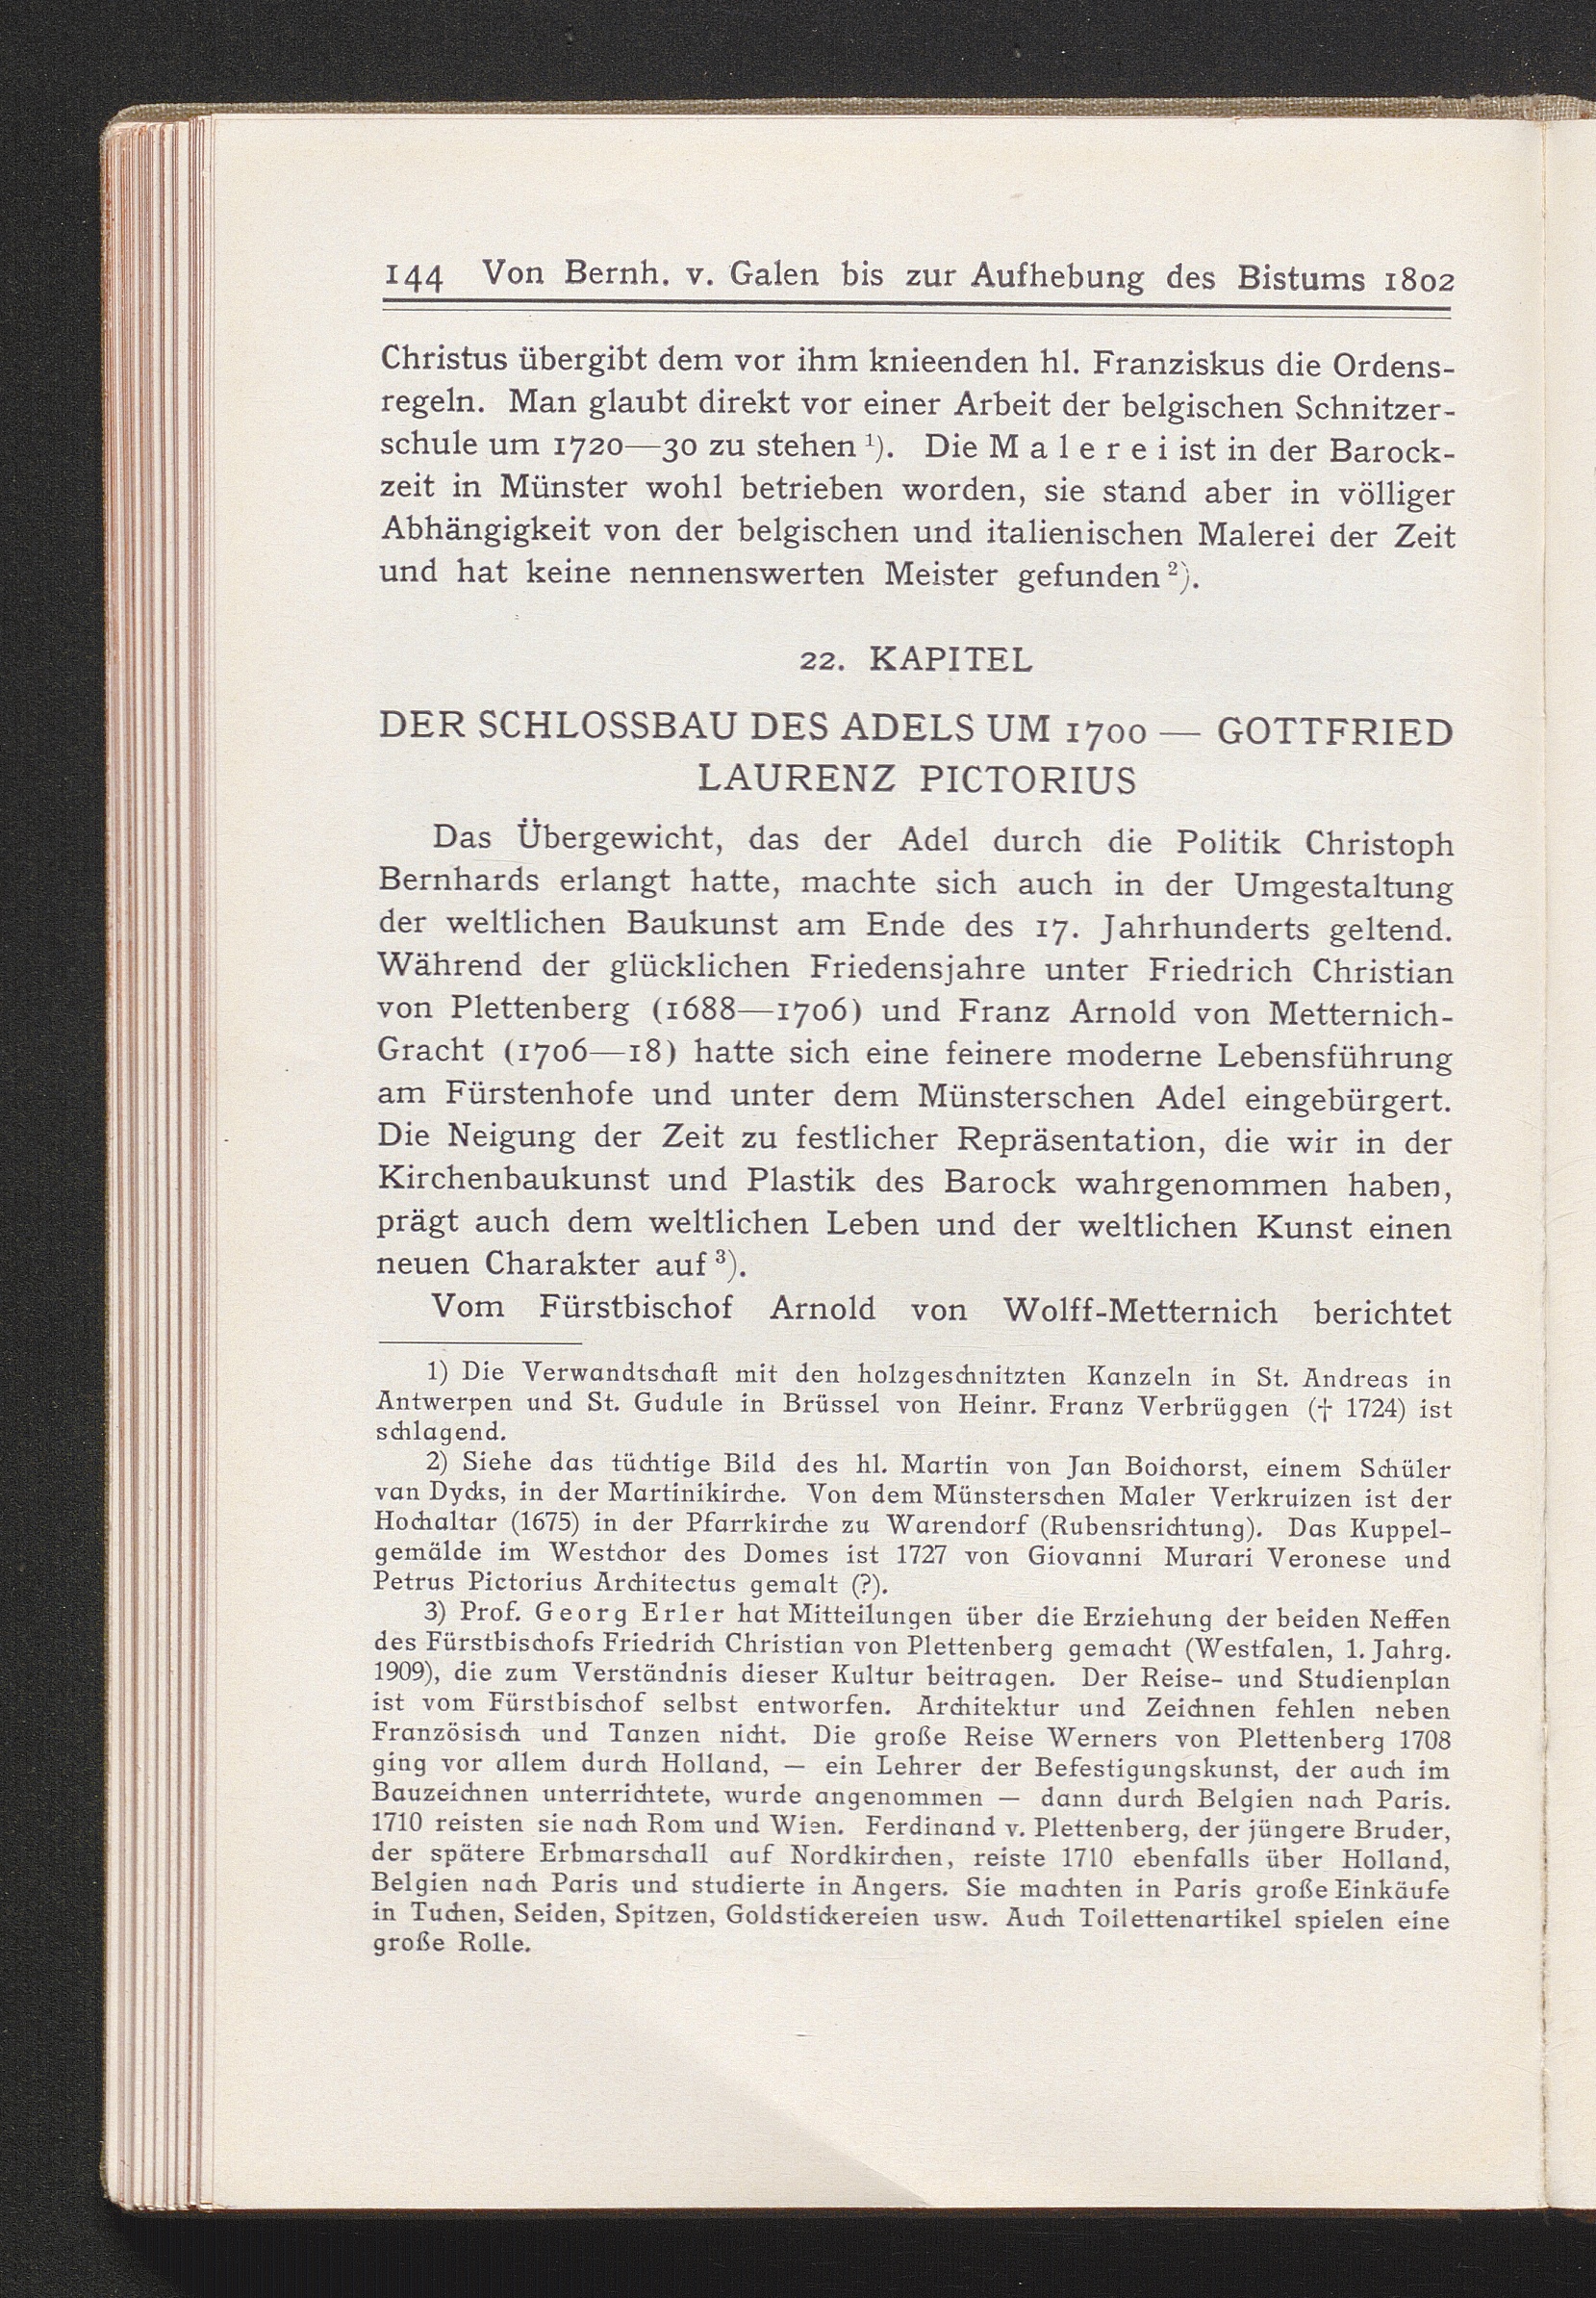 144 Von Bernh. v. Galen bis zur Aufhebung des Bistums 1802
Christus übergibt dem vor ihm knieenden hl. Franziskus die Ordens-
regeln. Man glaubt direkt vor einer Arbeit der belgischen Schnitzer-
schule um 1720—30 zu stehen ¹). Die M a l e r e i ist in der Barock-
zeit in Münster wohl betrieben worden, sie stand aber in völliger
Abhängigkeit von der belgischen und italienischen Malerei der Zeit
und hat keine nennenswerten Meister gefunden ²).
22. KAPITEL
DER SCHLOSSBAU DES ADELS UM 1700 — GOTTFRIED
LAURENZ PICTORIUS
Das Übergewicht, das der Adel durch die Politik Christoph
Bernhards erlangt hatte, machte sich auch in der Umgestaltung
der weltlichen Baukunst am Ende des 17. Jahrhunderts geltend.
Während der glücklichen Friedensjahre unter Friedrich Christian
von Plettenberg (1688—1706) und Franz Arnold von Metternich-
Gracht (1706—18) hatte sich eine feinere moderne Lebensführung
am Fürstenhofe und unter dem Münsterschen Adel eingebürgert.
Die Neigung der Zeit zu festlicher Repräsentation, die wir in der
Kirchenbaukunst und Plastik des Barock wahrgenommen haben,
prägt auch dem weltlichen Leben und der weltlichen Kunst einen
neuen Charakter auf ³).
Vom Fürstbischof Arnold von Wolff-Metternich berichtet
1) Die Verwandtschaft mit den holzgeschnitzten Kanzeln in St. Andreas in
Antwerpen und St. Gudule in Brüssel von Heinr. Franz Verbrüggen († 1724) ist
schlagend.
2) Siehe das tüchtige Bild des hl. Martin von Jan Boichorst, einem Schüler
van Dycks, in der Martinikirche. Von dem Münsterschen Maler Verkruizen ist der
Hochaltar (1675) in der Pfarrkirche zu Warendorf (Rubensrichtung). Das Kuppel-
gemälde im Westchor des Domes ist 1727 von Giovanni Murari Veronese und
Petrus Pictorius Architectus gemalt (?).
3) Prof. G e o r g E r l e r hat Mitteilungen über die Erziehung der beiden Neffen
des Fürstbischofs Friedrich Christian von Plettenberg gemacht (Westfalen, 1. Jahrg.
1909), die zum Verständnis dieser Kultur beitragen. Der Reise- und Studienplan
ist vom Fürstbischof selbst entworfen. Architektur und Zeichnen fehlen neben
Französisch und Tanzen nicht. Die große Reise Werners von Plettenberg 1708
ging vor allem durch Holland, — ein Lehrer der Befestigungskunst, der auch im
Bauzeichnen unterrichtete, wurde angenommen — dann durch Belgien nach Paris.
1710 reisten sie nach Rom und Wien. Ferdinand v. Plettenberg, der jüngere Bruder,
der spätere Erbmarschall auf Nordkirchen, reiste 1710 ebenfalls über Holland,
Belgien nach Paris und studierte in Angers. Sie machten in Paris große Einkäufe
in Tuchen, Seiden, Spitzen, Goldstickereien usw. Auch Toilettenartikel spielen eine
große Rolle.